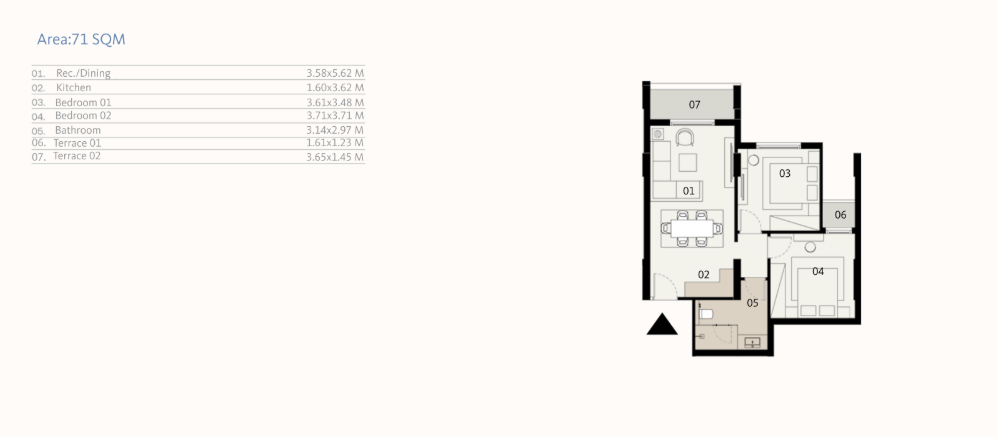 Area:71 SQM
01. Rec./Dining 3.58x5.62 M
02. Kitchen 1.60x3.62 M
03. Bedroom 01 3.61x3.48 M
04. Bedroom 02 3.71x3.71 M
05. Bathroom 3.14x2.97 M
06. Terrace 01 1.61x1.23 M
07. Terrace 02 3.65x1.45 M
07
03
01
06
04
02
05